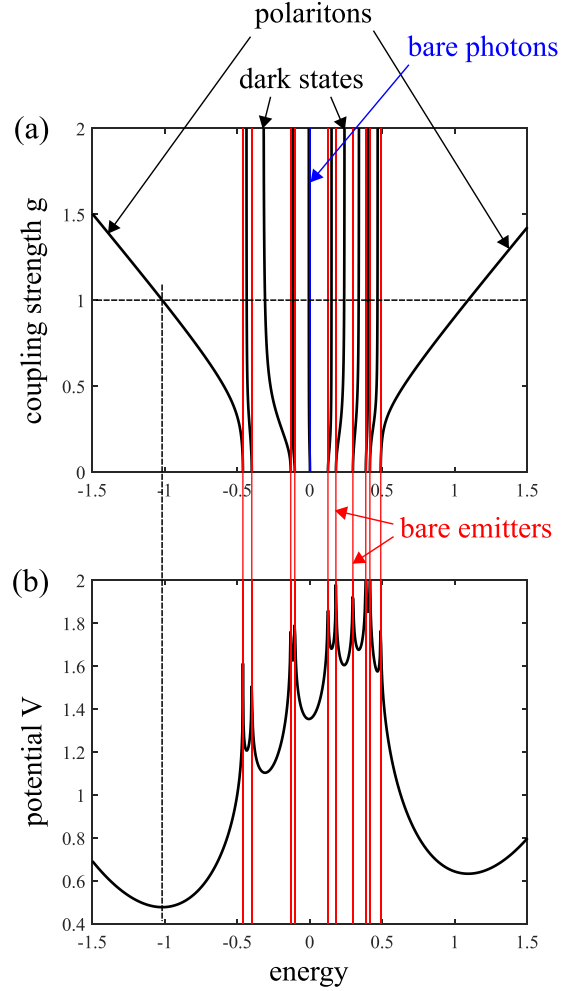 polaritons
bare photons
dark states
(a)
2
1.5
1
0.5
0
coupling strength g
-1.5 -1 -0.5 0 0.5 1 1.5
bare emitters
(b)
2
1.8
1.6
1.4
1.2
1
0.8
0.6
0.4
potential V
-1.5 -1 -0.5 0 0.5 1 1.5
energy